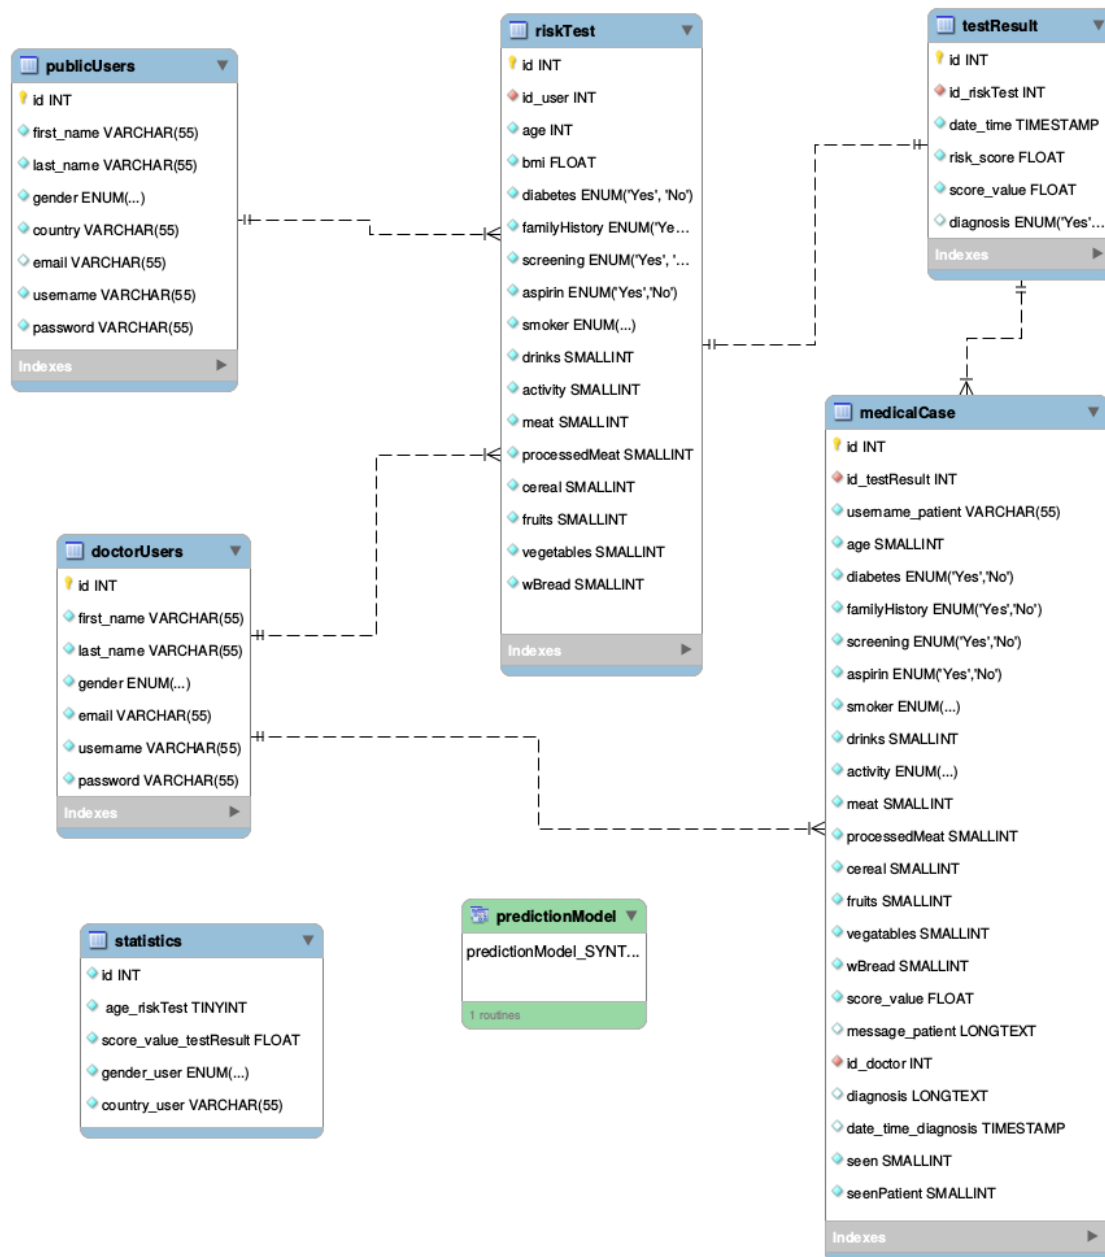 publicUsers
id INT
first_name VARCHAR(55)
last_name VARCHAR(55)
gender ENUM(...)
country VARCHAR(55)
email VARCHAR(55)
username VARCHAR(55)
password VARCHAR(55)
Indexes
riskTest
id INT
id_user INT
age INT
bmi FLOAT
diabetes ENUM('Yes', 'No')
familyHistory ENUM('Ye...
screening ENUM('Yes', '...
aspirin ENUM('Yes','No')
smoker ENUM(...)
drinks SMALLINT
activity SMALLINT
meat SMALLINT
processedMeat SMALLINT
cereal SMALLINT
fruits SMALLINT
vegetables SMALLINT
wBread SMALLINT
Indexes
testResult
id INT
id_riskTest INT
date_time TIMESTAMP
risk_score FLOAT
score_value FLOAT
diagnosis ENUM('Yes'...
Indexes
doctorUsers
id INT
first_name VARCHAR(55)
last_name VARCHAR(55)
gender ENUM(...)
email VARCHAR(55)
username VARCHAR(55)
password VARCHAR(55)
Indexes
medicalCase
id INT
id_testResult INT
username_patient VARCHAR(55)
age SMALLINT
diabetes ENUM('Yes','No')
familyHistory ENUM('Yes','No')
screening ENUM('Yes','No')
aspirin ENUM('Yes','No')
smoker ENUM(...)
drinks SMALLINT
activity ENUM(...)
meat SMALLINT
processedMeat SMALLINT
cereal SMALLINT
fruits SMALLINT
vegatables SMALLINT
wBread SMALLINT
score_value FLOAT
message_patient LONGTEXT
id_doctor INT
diagnosis LONGTEXT
date_time_diagnosis TIMESTAMP
seen SMALLINT
seenPatient SMALLINT
Indexes
statistics
id INT
age_riskTest TINYINT
score_value_testResult FLOAT
gender_user ENUM(...)
country_user VARCHAR(55)
predictionModel
predictionModel_SYNT...
1 routines